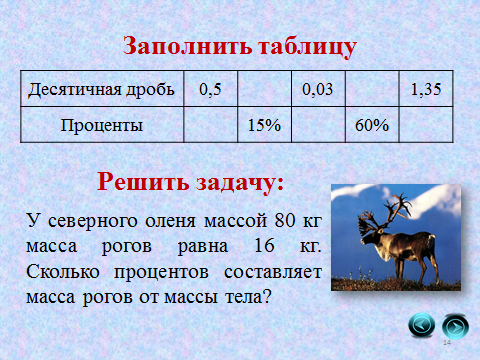 Заполнить таблицу
Десятичная дробь 0,5 0,03 1,35
Проценты 15% 60%
Решить задачу:
У северного оленя массой 80 кг
масса рогов равна 16 кг.
Сколько процентов составляет
масса рогов от массы тела?
14